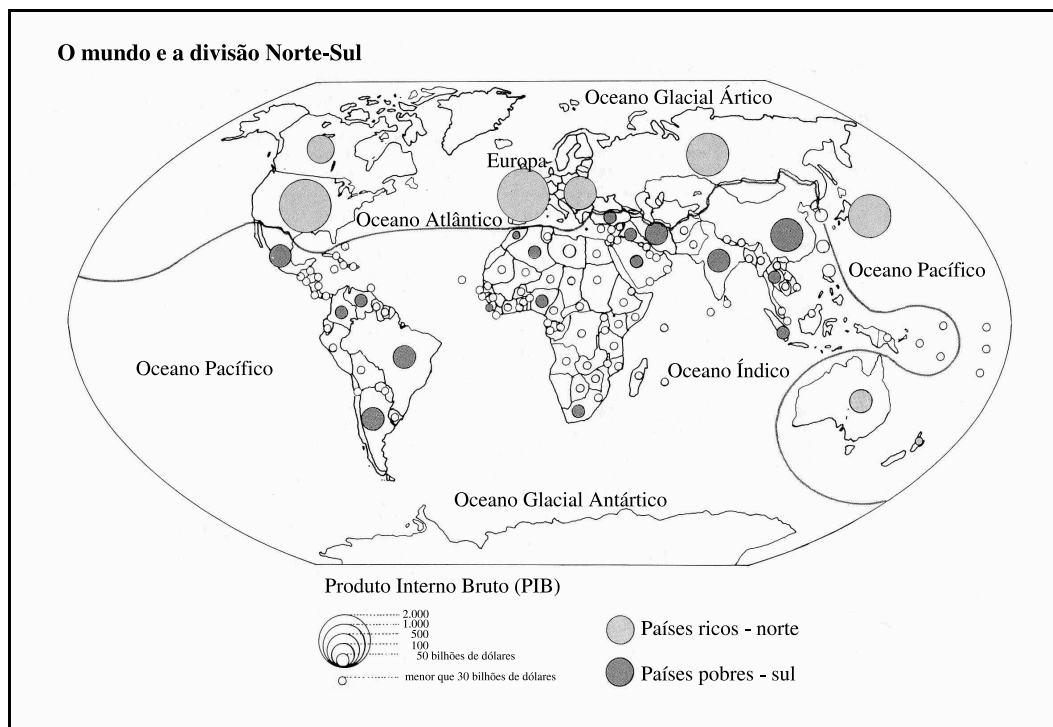 O mundo e a divisão Norte-Sul
Oceano Glacial Ártico
Europa
Oceano Atlântico
Oceano Pacífico
Oceano Pacífico
Oceano Índico
Oceano Glacial Antártico
Produto Interno Bruto (PIB)
2.000
1.000
500
100
50 bilhões de dólares
menor que 30 bilhões de dólares
Países ricos - norte
Países pobres - sul